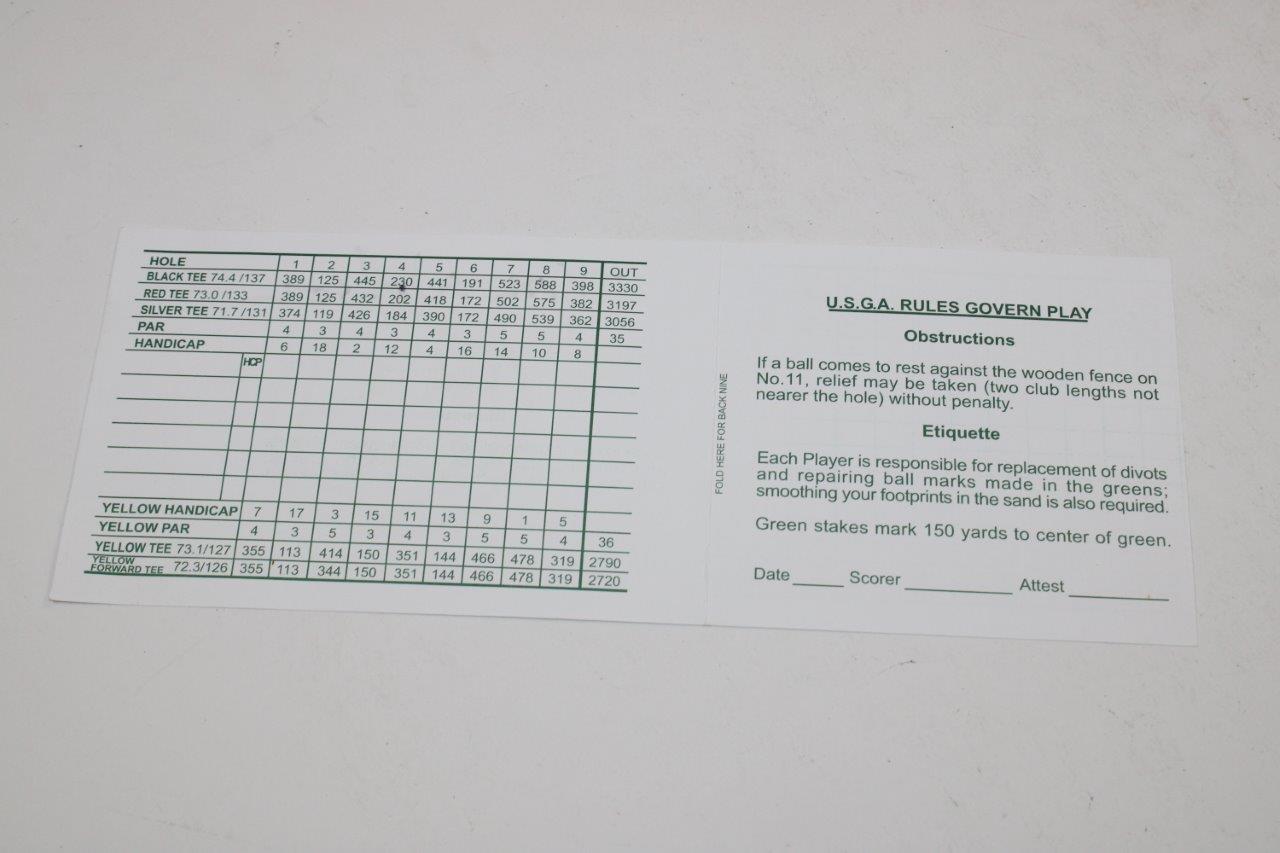 HOLE 1 2 3 4 5 6 7 8 9 OUT
BLACK TEE 74.4 /137 389 125 445 230 441 191 523 588 398 3330
RED TEE 73.0 /133 389 125 432 202 418 172 502 575 382 3197
SILVER TEE 71.7 /131 374 119 426 184 390 172 490 539 362 3056
PAR 4 3 4 3 4 3 5 5 4 35
HANDICAP 6 18 2 12 4 16 14 10 8
HCP
YELLOW HANDICAP 7 17 3 15 11 13 9 1 5
YELLOW PAR 4 3 5 3 4 3 5 5 4 36
YELLOW TEE 73.1/127 355 113 414 150 351 144 466 478 319 2790
YELLOW
FORWARD TEE 72.3/126 355 113 344 150 351 144 466 478 319 2720
FOLD HERE FOR BACK NINE
U.S.G.A. RULES GOVERN PLAY
Obstructions
If a ball comes to rest against the wooden fence on
No.11, relief may be taken (two club lengths not
nearer the hole) without penalty.
Etiquette
Each Player is responsible for replacement of divots
and repairing ball marks made in the greens;
smoothing your footprints in the sand is also required.
Green stakes mark 150 yards to center of green.
Date Scorer Attest